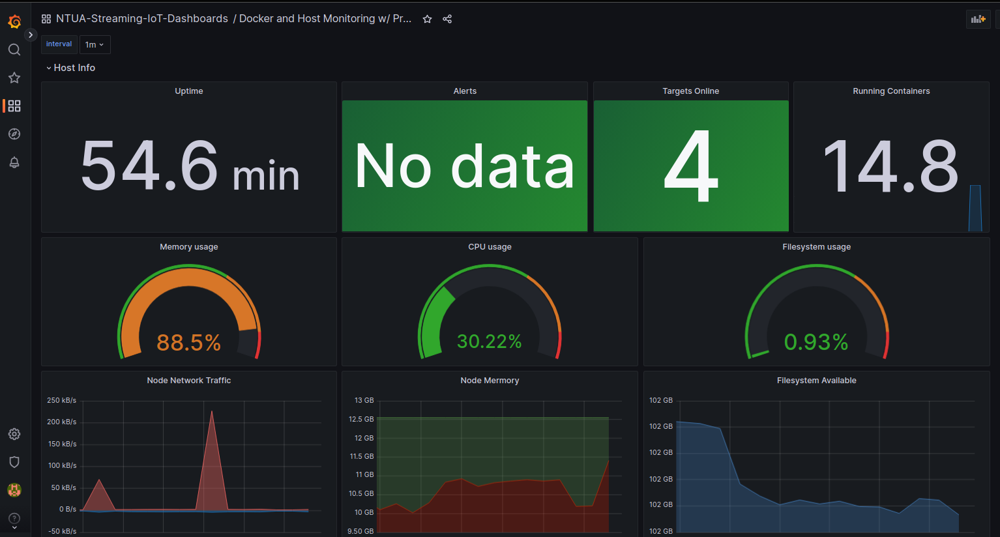 NTUA-Streaming-IoT-Dashboards / Docker and Host Monitoring w/ Pr...
interval 1m
Host Info
Uptime
54.6 min
Alerts
No data
Targets Online
4
Running Containers
14.8
Memory usage
88.5%
CPU usage
30.22%
Filesystem usage
0.93%
Node Network Traffic
250 kB/s
200 kB/s
150 kB/s
100 kB/s
50 kB/s
0 B/s
-50 kB/s
Node Mermory
13 GB
12.5 GB
12 GB
11.5 GB
11 GB
10.5 GB
10 GB
9.50 GB
Filesystem Available
102 GB
102 GB
102 GB
102 GB
102 GB
102 GB